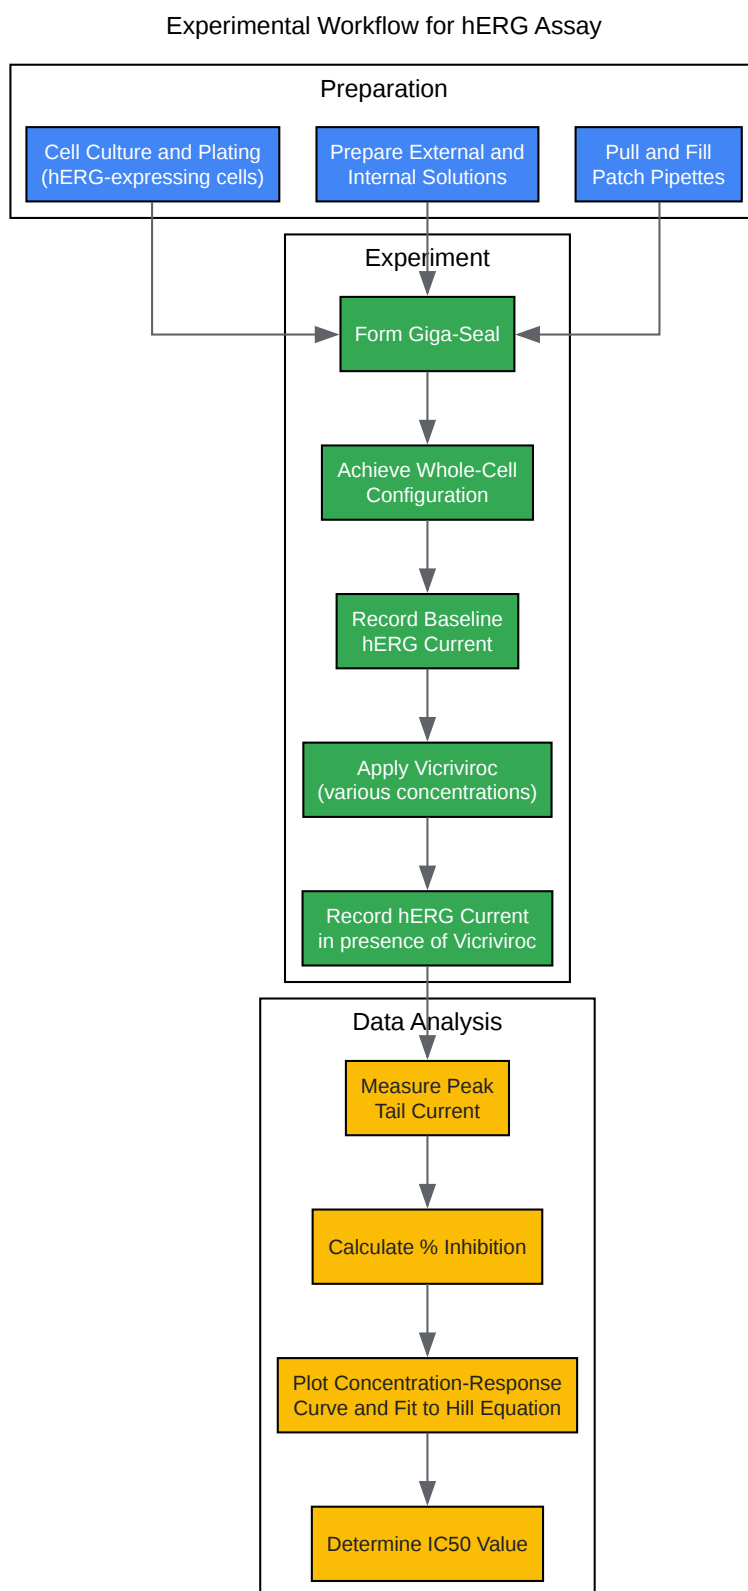 Experimental Workflow for hERG Assay
Preparation
Cell Culture and Plating
(hERG-expressing cells)
Prepare External and
Internal Solutions
Pull and Fill
Patch Pipettes
Experiment
Form Giga-Seal
Achieve Whole-Cell
Configuration
Record Baseline
hERG Current
Apply Vicriviroc
(various concentrations)
Record hERG Current
in presence of Vicriviroc
Data Analysis
Measure Peak
Tail Current
Calculate % Inhibition
Plot Concentration-Response
Curve and Fit to Hill Equation
Determine IC50 Value